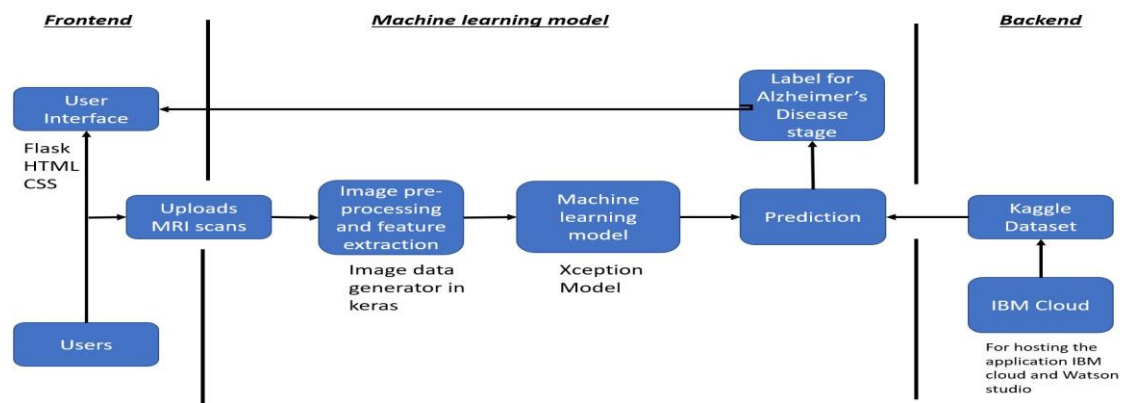 Frontend
Machine learning model
Backend
User
Interface
Flask
HTML
CSS
Label for
Alzheimer’s
Disease
stage
Uploads
MRI scans
Image pre-
processing
and feature
extraction
Machine
learning
model
Prediction
Kaggle
Dataset
Image data
generator in
keras
Xception
Model
Users
IBM Cloud
For hosting the
application IBM
cloud and Watson
studio